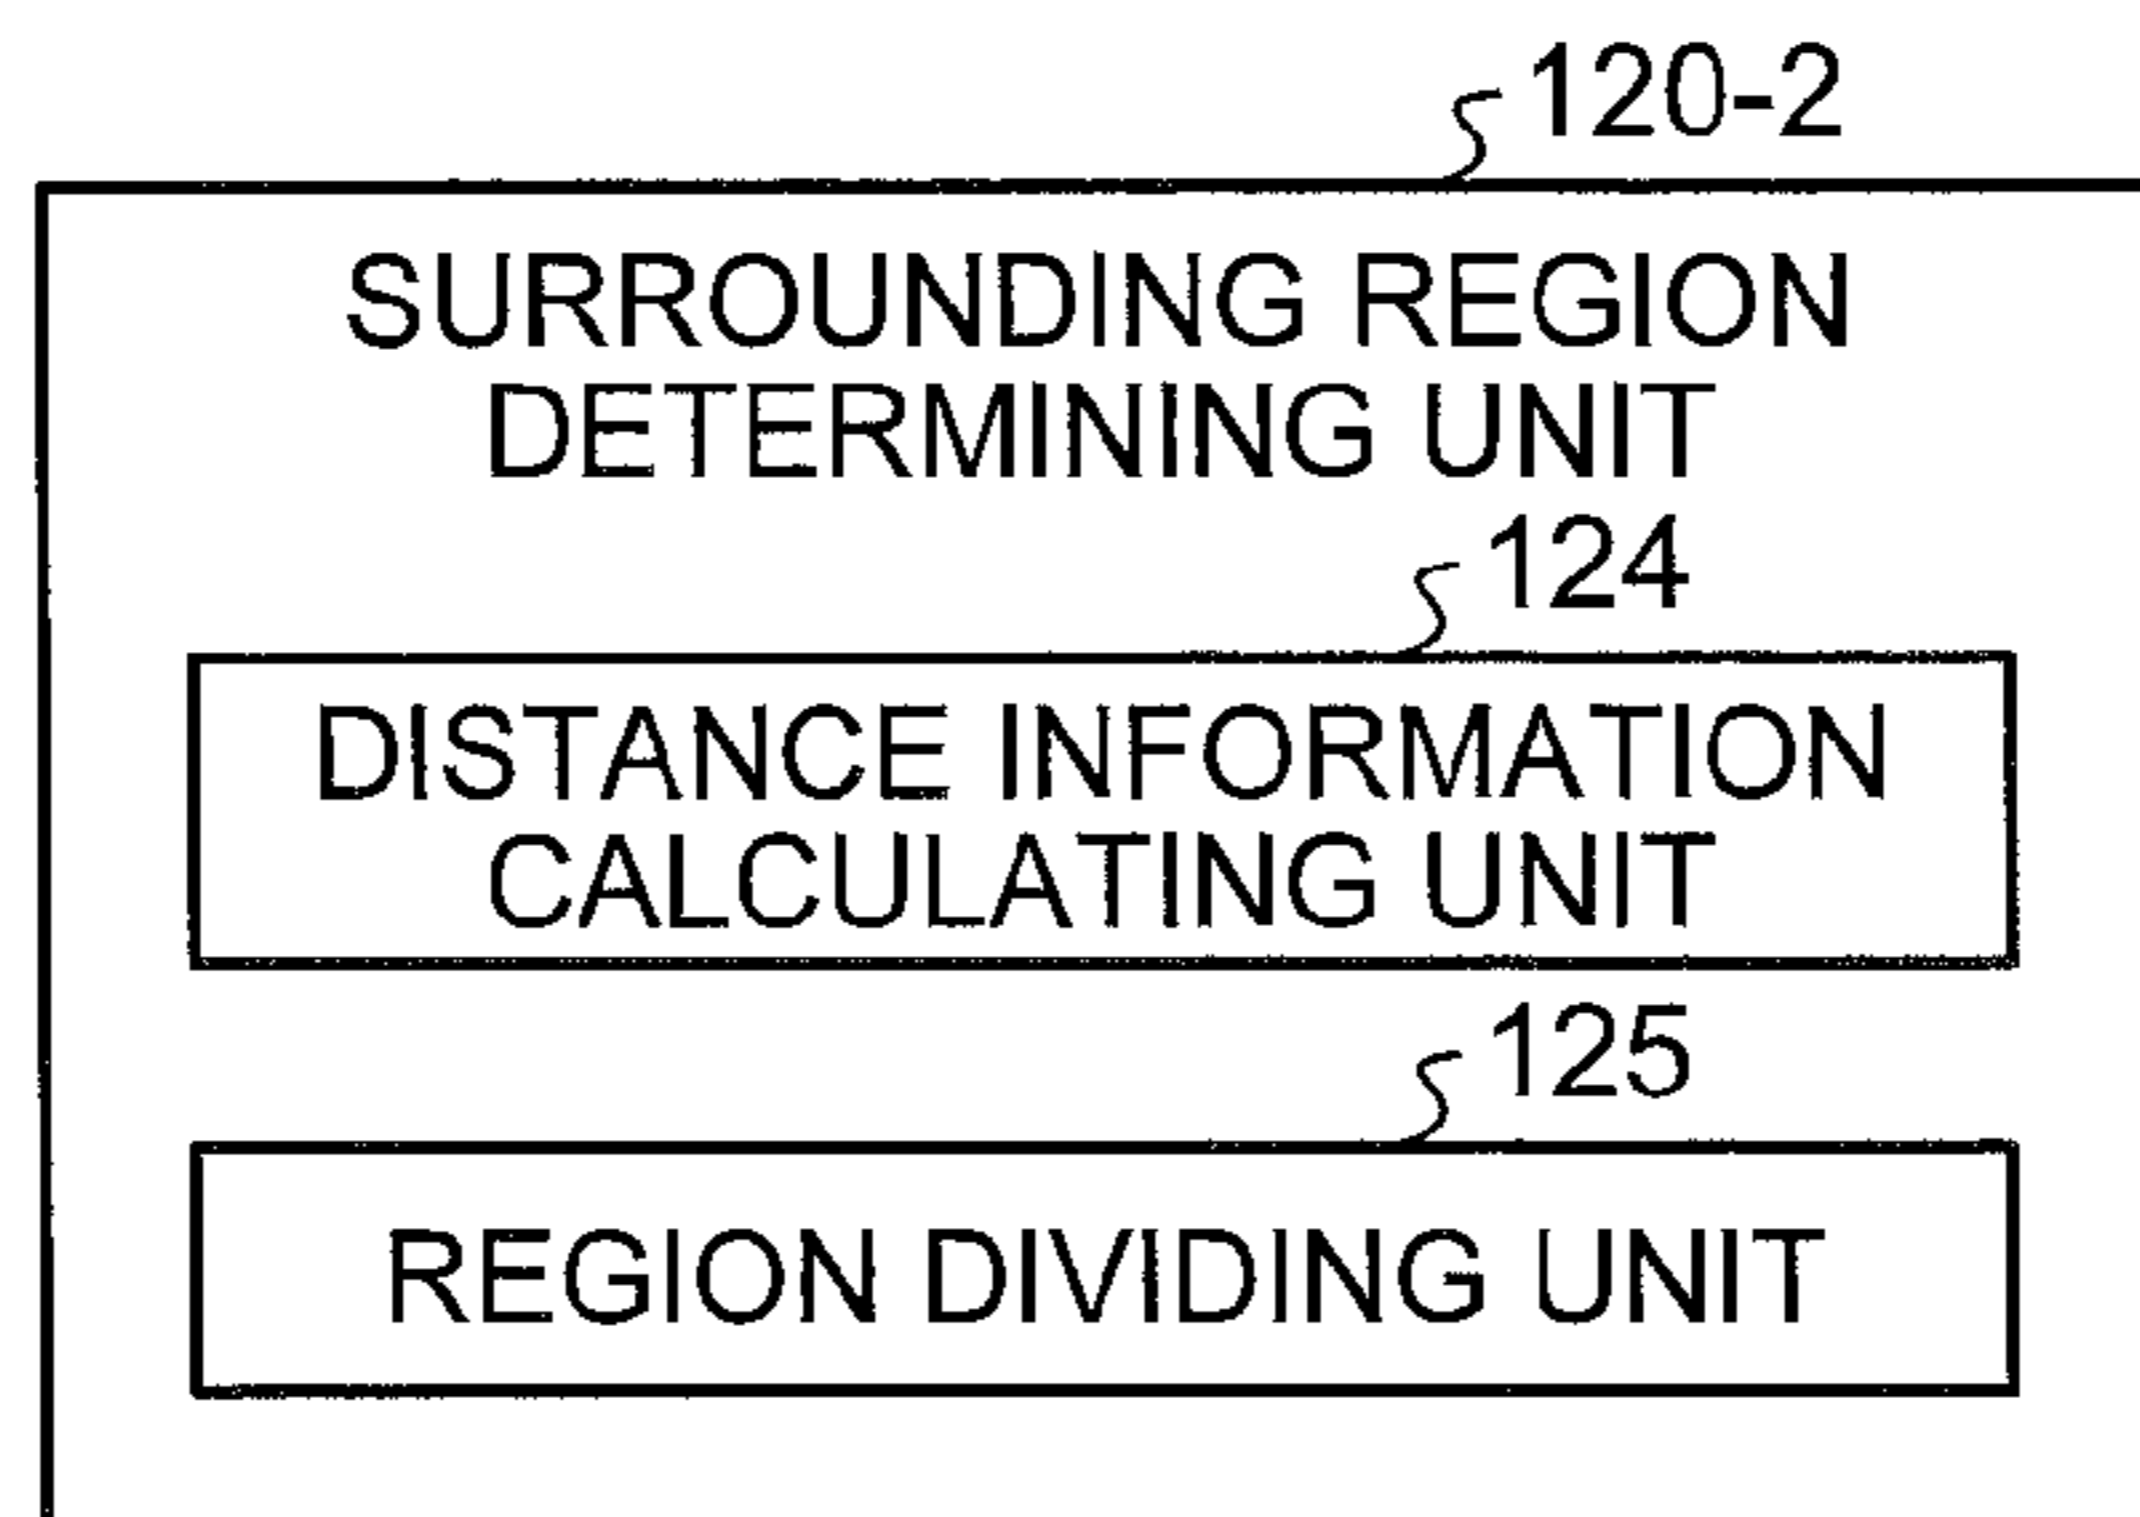 120-2
SURROUNDING REGION
DETERMINING UNIT
124
DISTANCE INFORMATION
CALCULATING UNIT
125
REGION DIVIDING UNIT